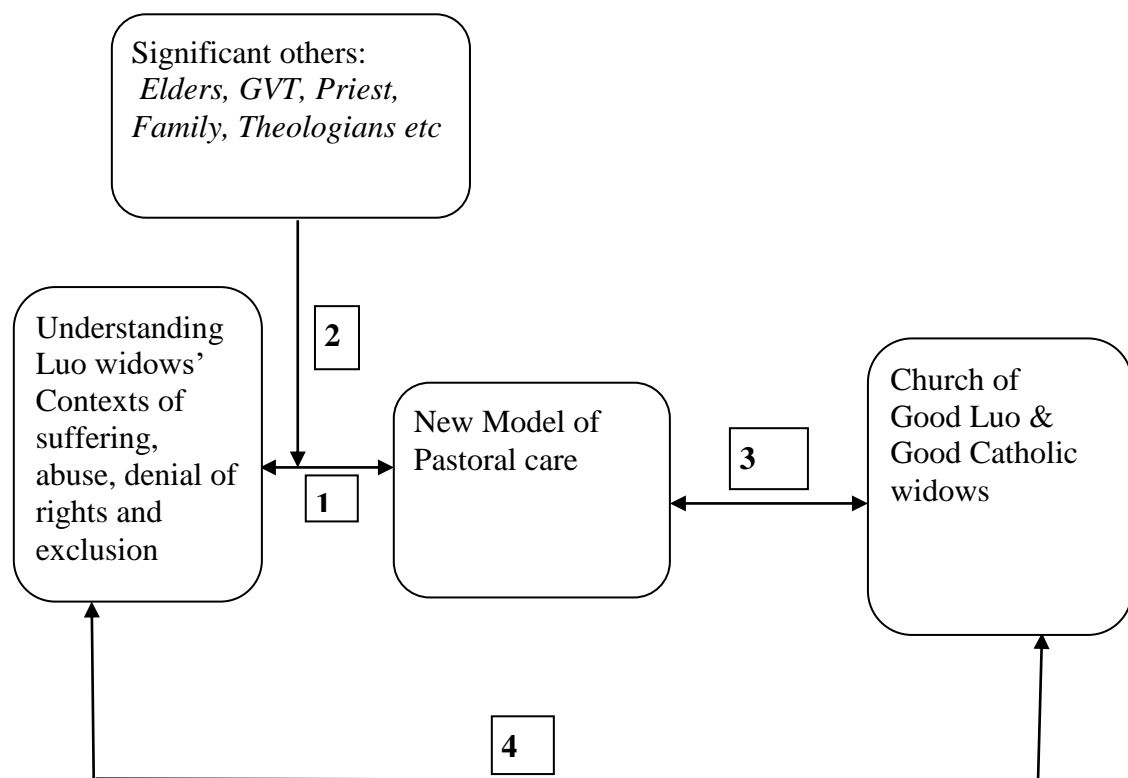 Significant others:
Elders, GVT, Priest,
Family, Theologians etc
2
Understanding
Luo widows’
Contexts of
suffering,
abuse, denial of
rights and
exclusion
1
New Model of
Pastoral care
3
Church of
Good Luo &
Good Catholic
widows
4